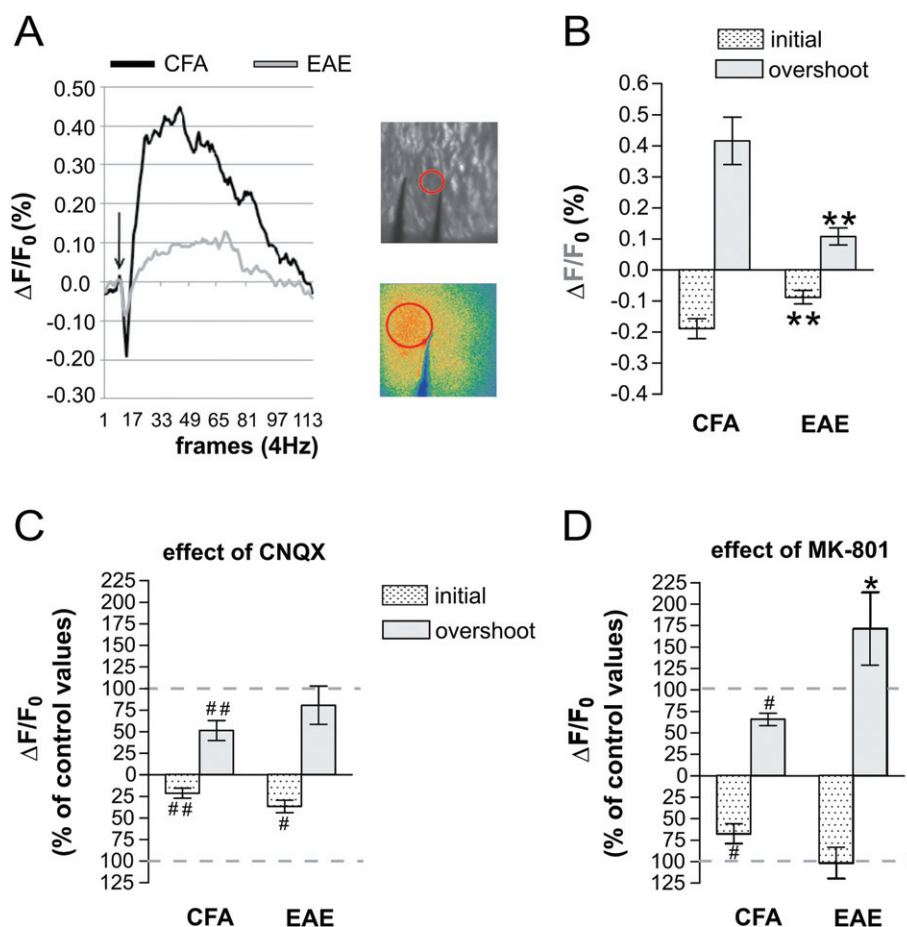 A
CFA
EAE
ΔF/F0 (%)
0.50
0.40
0.30
0.20
0.10
0.0
-0.10
-0.20
-0.30
1 17 33 49 65 81 97 113
frames (4Hz)
B
initial
overshoot
ΔF/F0 (%)
0.6
0.5
0.4
0.3
0.2
0.1
0.0
-0.1
-0.2
-0.3
-0.4
**
**
CFA
EAE
C
effect of CNQX
initial
overshoot
ΔF/F0
(% of control values)
225
200
175
150
125
100
75
50
25
0
25
50
75
100
125
##
##
#
CFA
EAE
D
effect of MK-801
ΔF/F0
(% of control values)
225
200
175
150
125
100
75
50
25
0
25
50
75
100
125
*
#
#
CFA
EAE